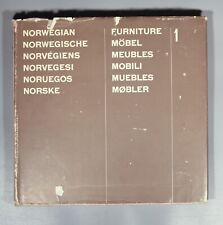 NORWEGIAN FURNITURE 1
NORWEGISCHE MÖBEL
NORVÉGIENS MEUBLES
NORVEGESI MOBILI
NORUEGOS MUEBLES
NORSKE MØBLER